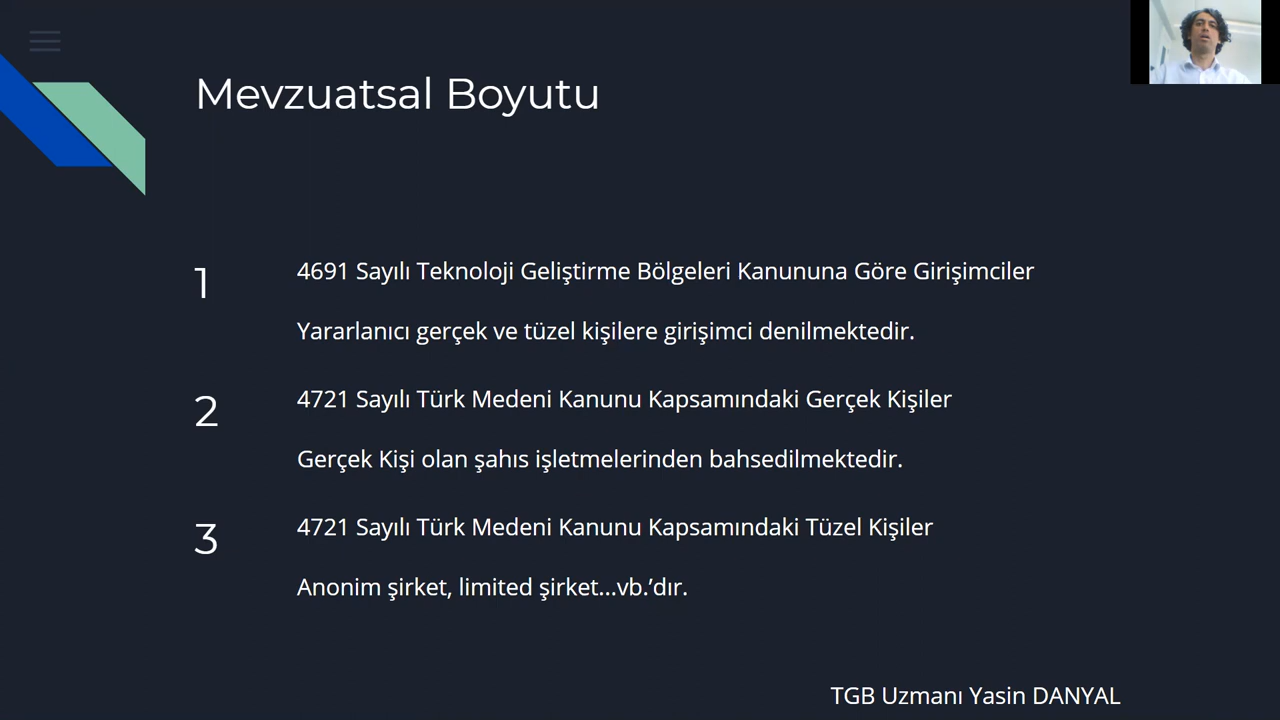 Mevzuatsal Boyutu
1
4691 Sayılı Teknoloji Geliştirme Bölgeleri Kanununa Göre Girişimciler
Yararlanıcı gerçek ve tüzel kişilere girişimci denilmektedir.
2
4721 Sayılı Türk Medeni Kanunu Kapsamındaki Gerçek Kişiler
Gerçek Kişi olan şahıs işletmelerinden bahsedilmektedir.
3
4721 Sayılı Türk Medeni Kanunu Kapsamındaki Tüzel Kişiler
Anonim şirket, limited şirket...vb.’dır.
TGB Uzmanı Yasin DANYAL